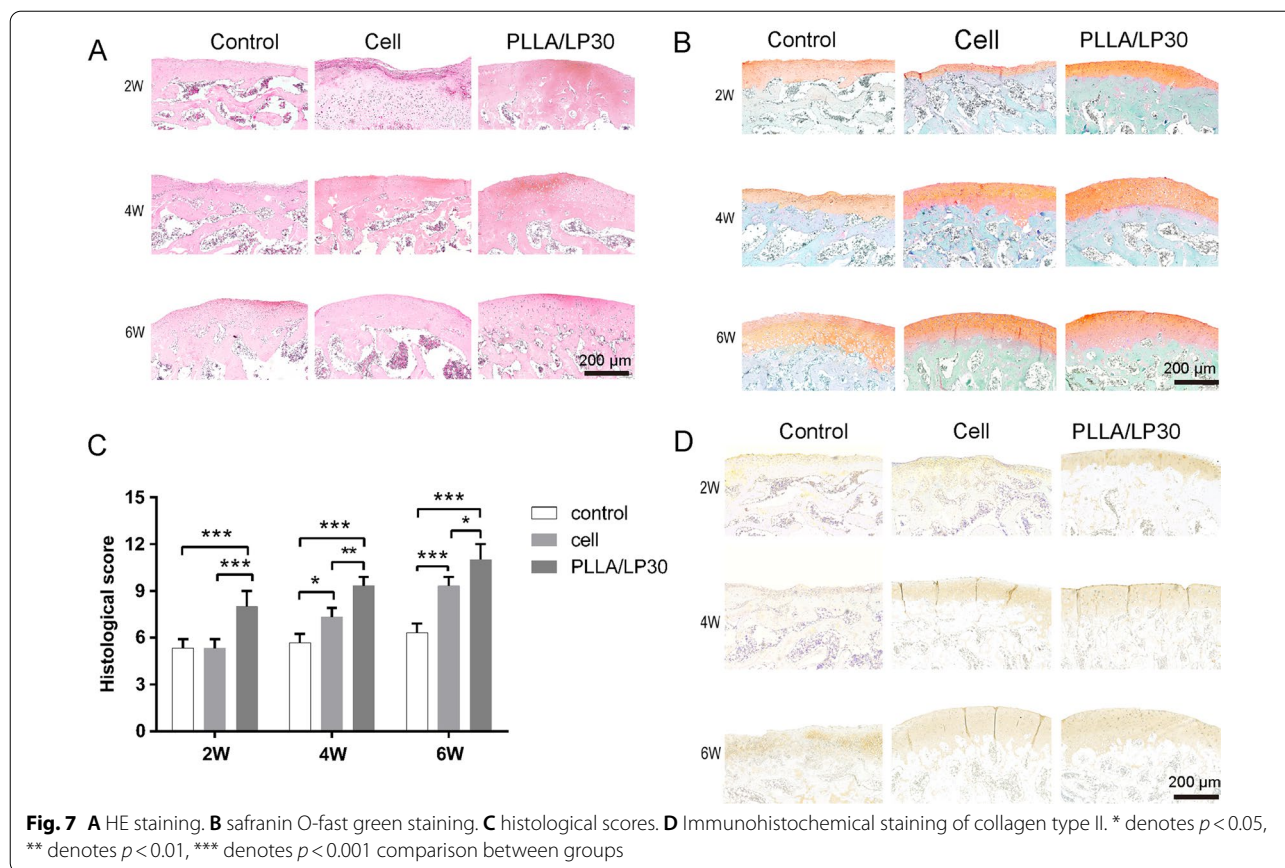 A
Control Cell PLLA/LP30
2W
4W
6W
200 µm
B
Control Cell PLLA/LP30
2W
4W
6W
200 µm
C
Histological score
15
12
9
6
3
0
*** *** * *** ** *** *** *
control
cell
PLLA/LP30
2W 4W 6W
D
Control Cell PLLA/LP30
2W
4W
6W
200 µm
Fig. 7 A HE staining. B safranin O-fast green staining. C histological scores. D Immunohistochemical staining of collagen type II. * denotes p < 0.05,
** denotes p < 0.01, *** denotes p < 0.001 comparison between groups